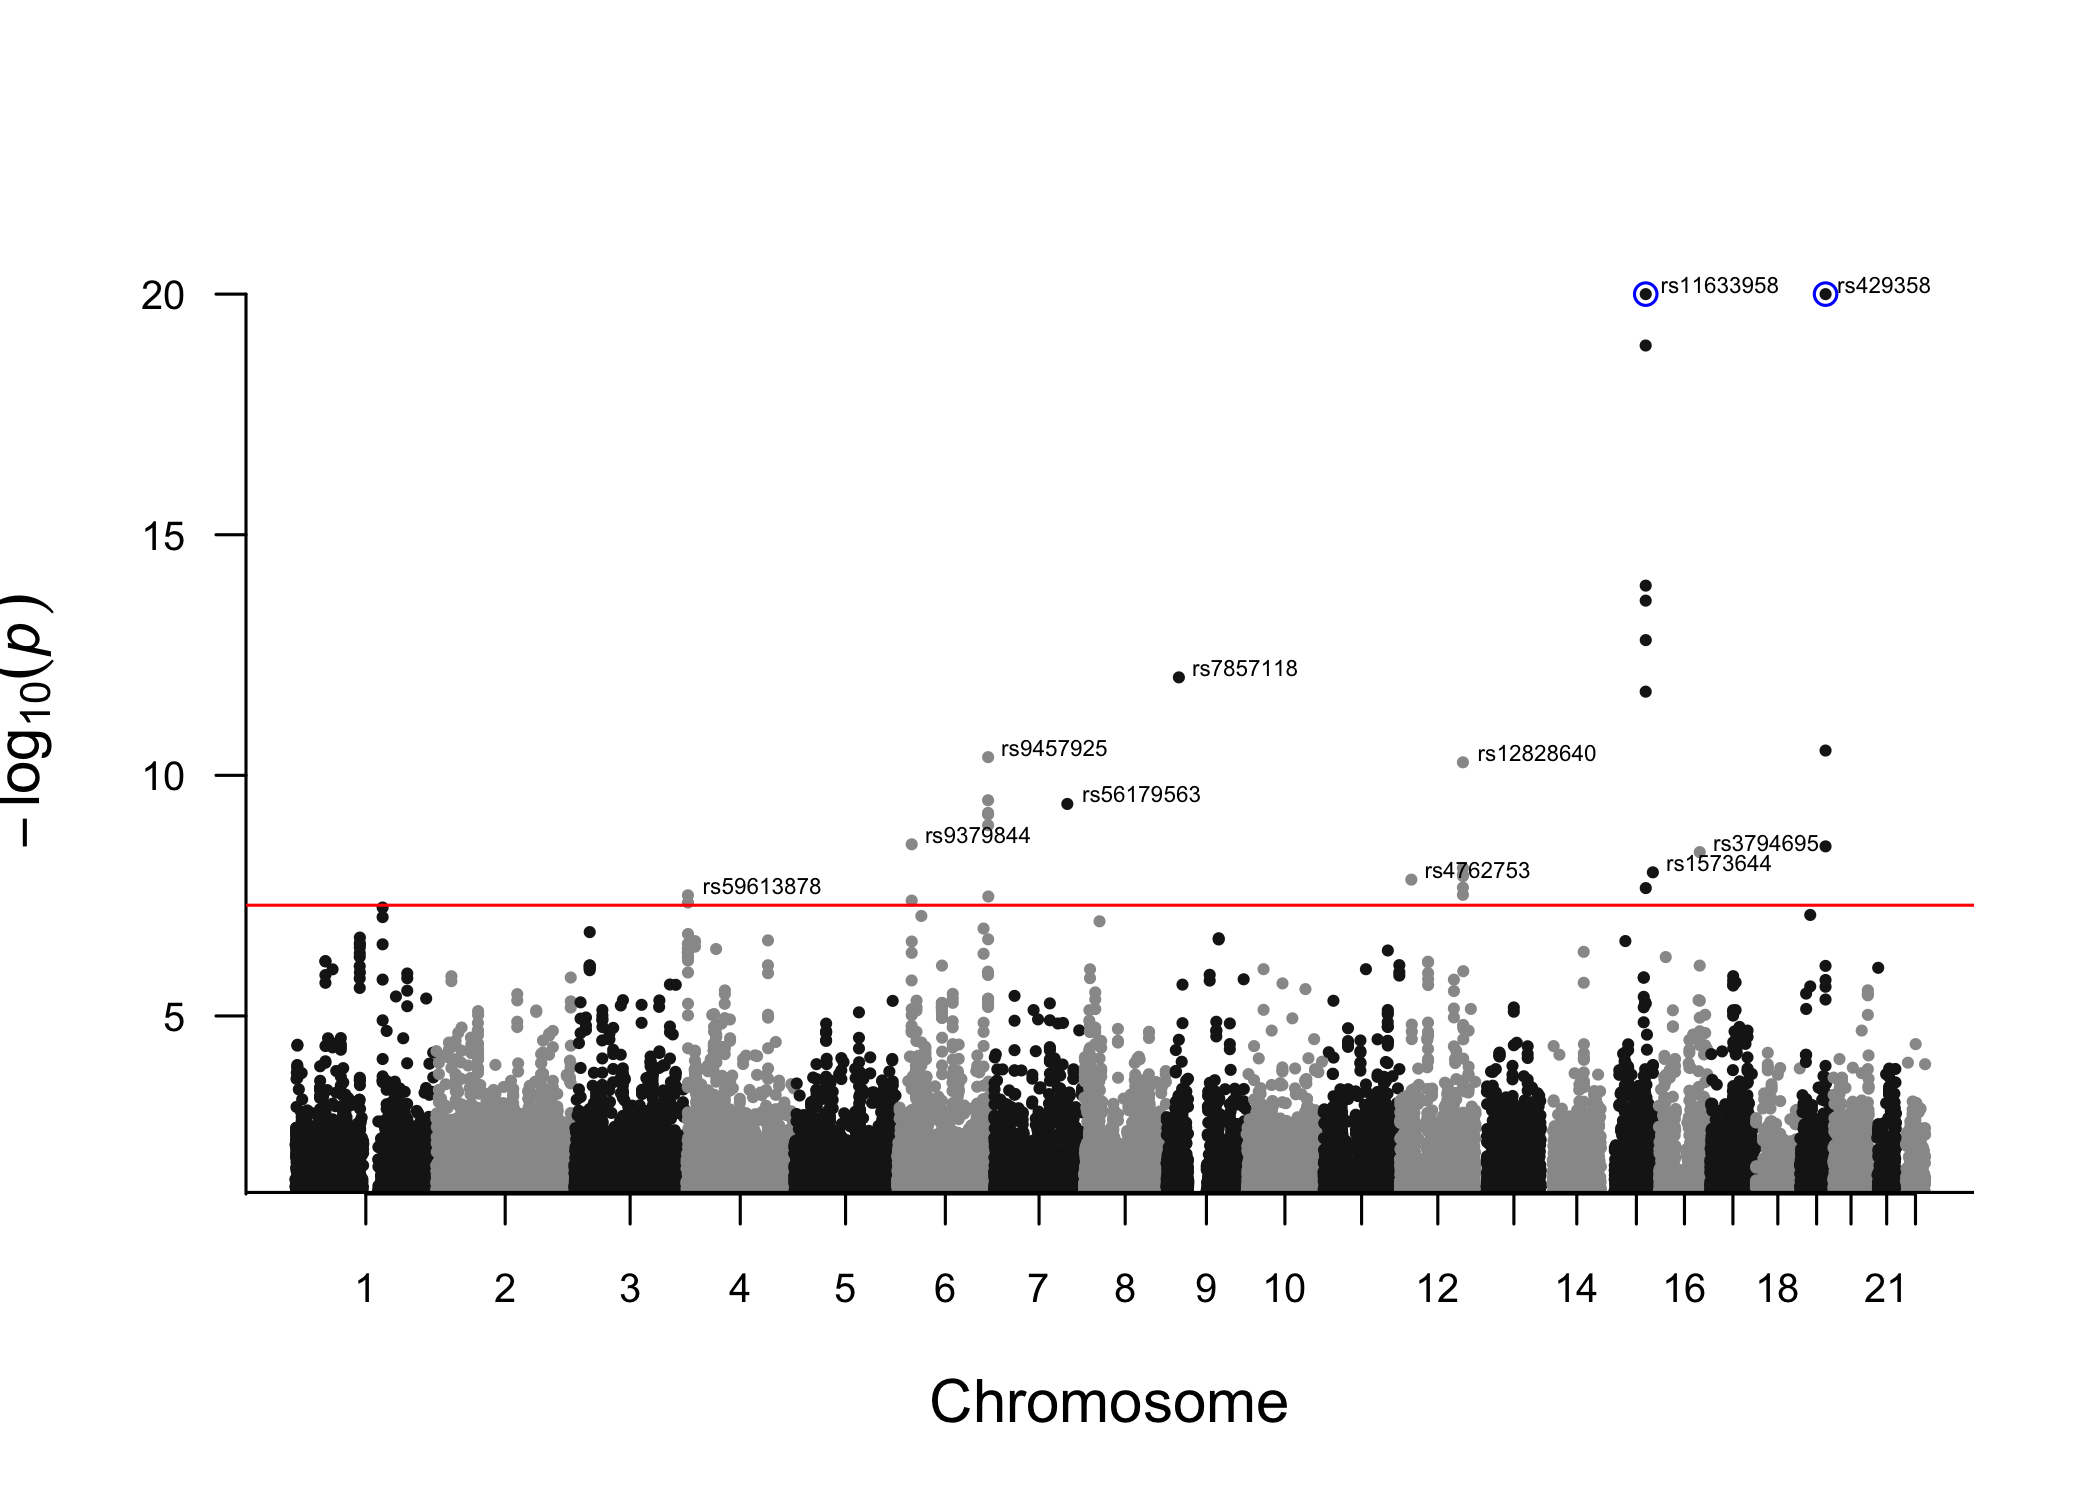 20
rs11633958
rs429358
15
rs7857118
rs9457925
rs12828640
10
rs56179563
rs9379844
rs3794695
rs4762753
rs1573644
rs59613878
5
−log10(p)
1 2 3 4 5 6 7 8 9 10 12 14 16 18 21
Chromosome